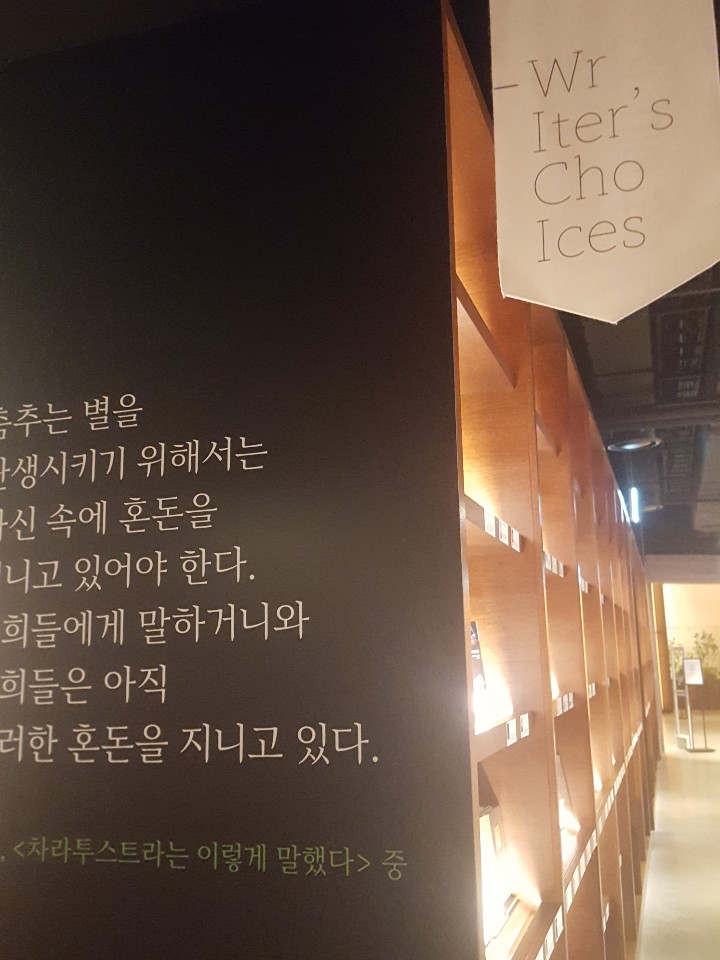 -Wr
Iter's
Cho
Ices
춤추는 별을
탄생시키기 위해서는
자신 속에 혼돈을
니고 있어야 한다.
희들에게 말하거니와
희들은 아직
러한 혼돈을 지니고 있다.
, <차라투스트라는 이렇게 말했다> 중